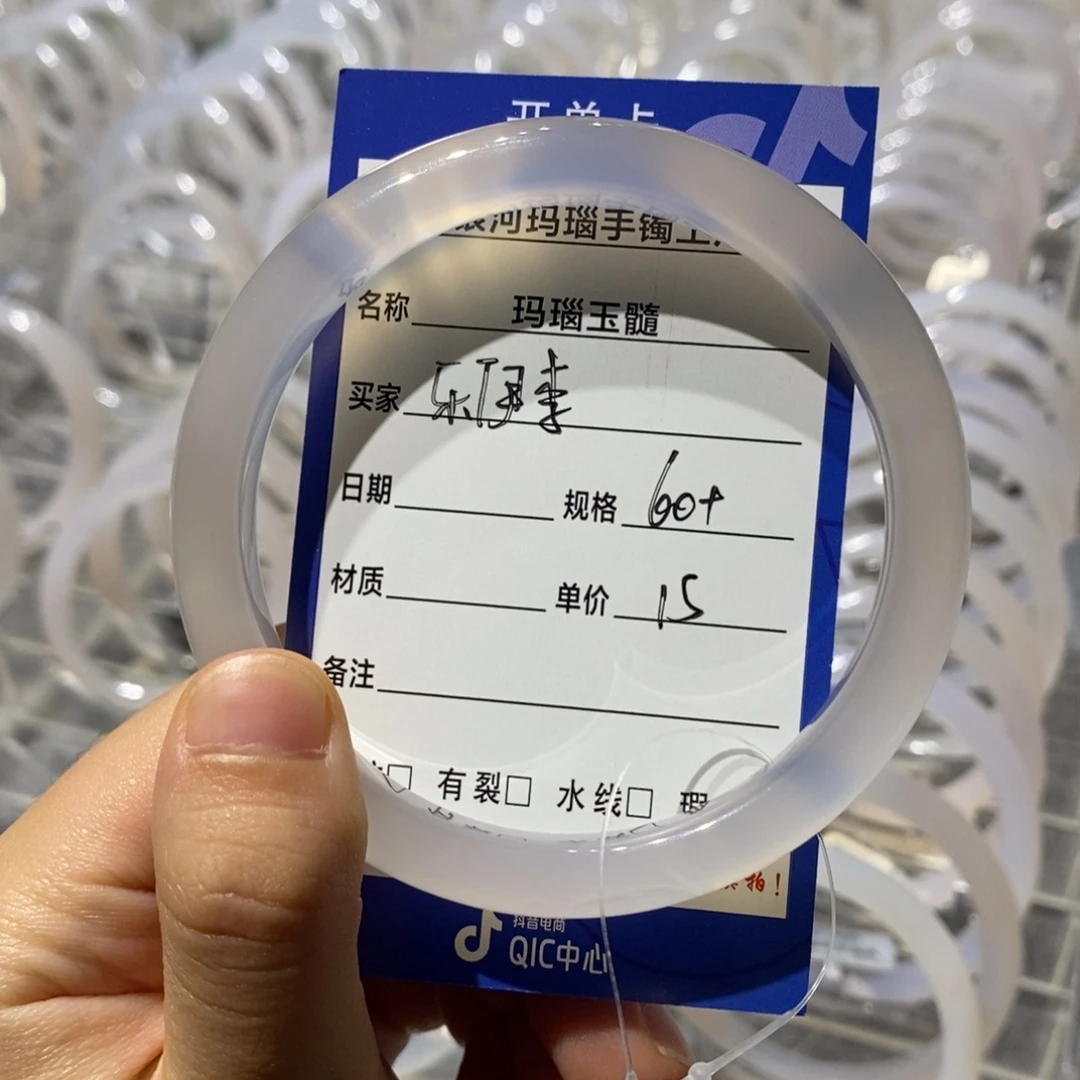 开单卡
银河玛瑙手镯工
名称 玛瑙玉髓
买家
日期 规格 60+
材质 单价 15
备注
有裂□ 水线□
拍！
抖音电商
QIC中心